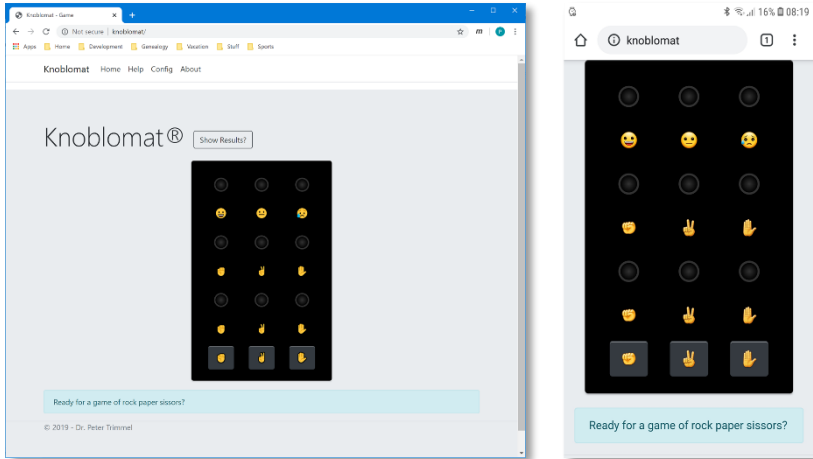 Knoblomat - Game
Not secure | knoblomat/
Apps Home Development Genealogy Vacation Stuff Sports
Knoblomat Home Help Config About
Knoblomat® Show Results?
Ready for a game of rock paper sissors?
© 2019 - Dr. Peter Trimmel
16% 08:19
knoblomat 1
Ready for a game of rock paper sissors?